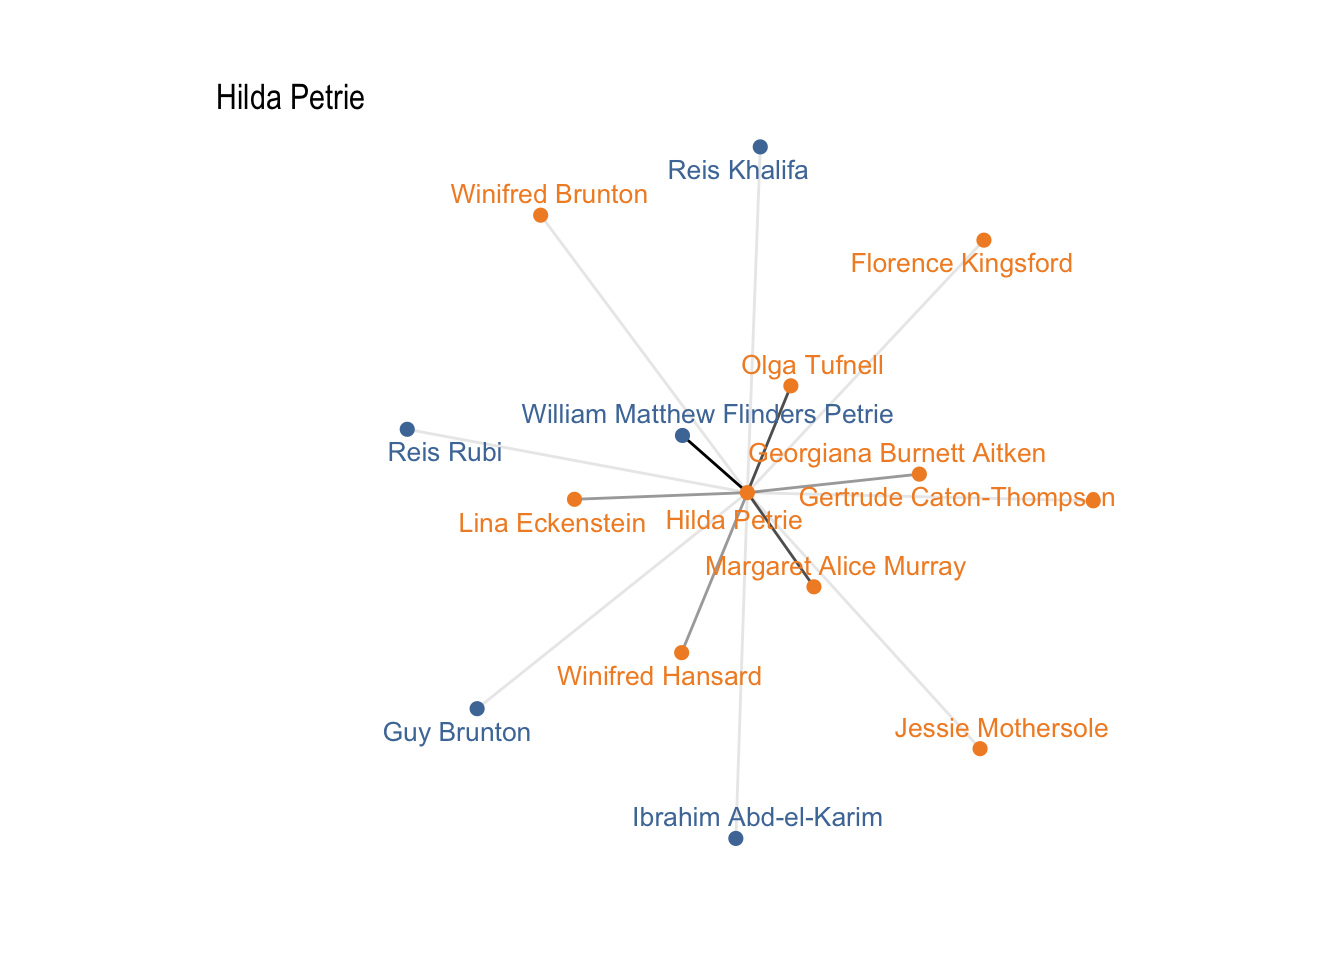 Hilda Petrie
Reis Khalifa
Winifred Brunton
Florence Kingsford
Olga Tufnell
William Matthew Flinders Petrie
Reis Rubi
Georgiana Burnett Aitken
Gertrude Caton-Thompson
Lina Eckenstein
Hilda Petrie
Margaret Alice Murray
Winifred Hansard
Guy Brunton
Jessie Mothersole
Ibrahim Abd-el-Karim